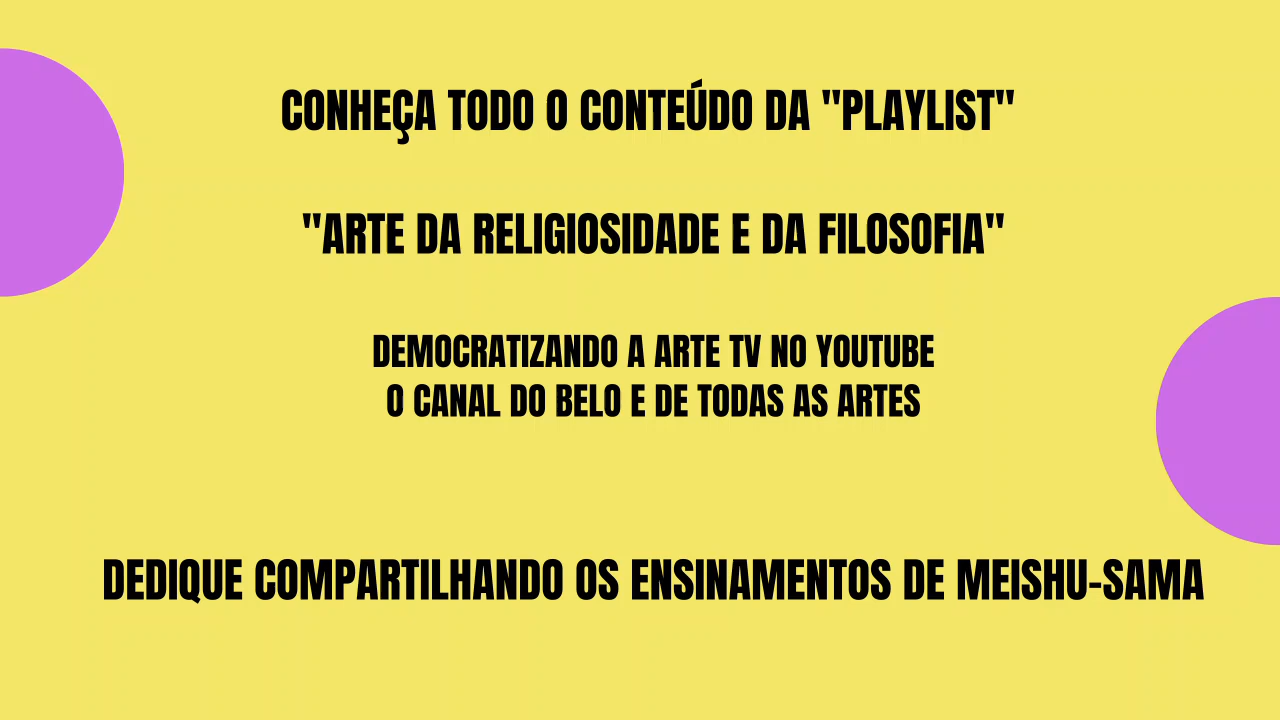 CONHEÇA TODO O CONTEÚDO DA "PLAYLIST"
"ARTE DA RELIGIOSIDADE E DA FILOSOFIA"
DEMOCRATIZANDO A ARTE TV NO YOUTUBE
O CANAL DO BELO E DE TODAS AS ARTES
DEDIQUE COMPARTILHANDO OS ENSINAMENTOS DE MEISHU-SAMA